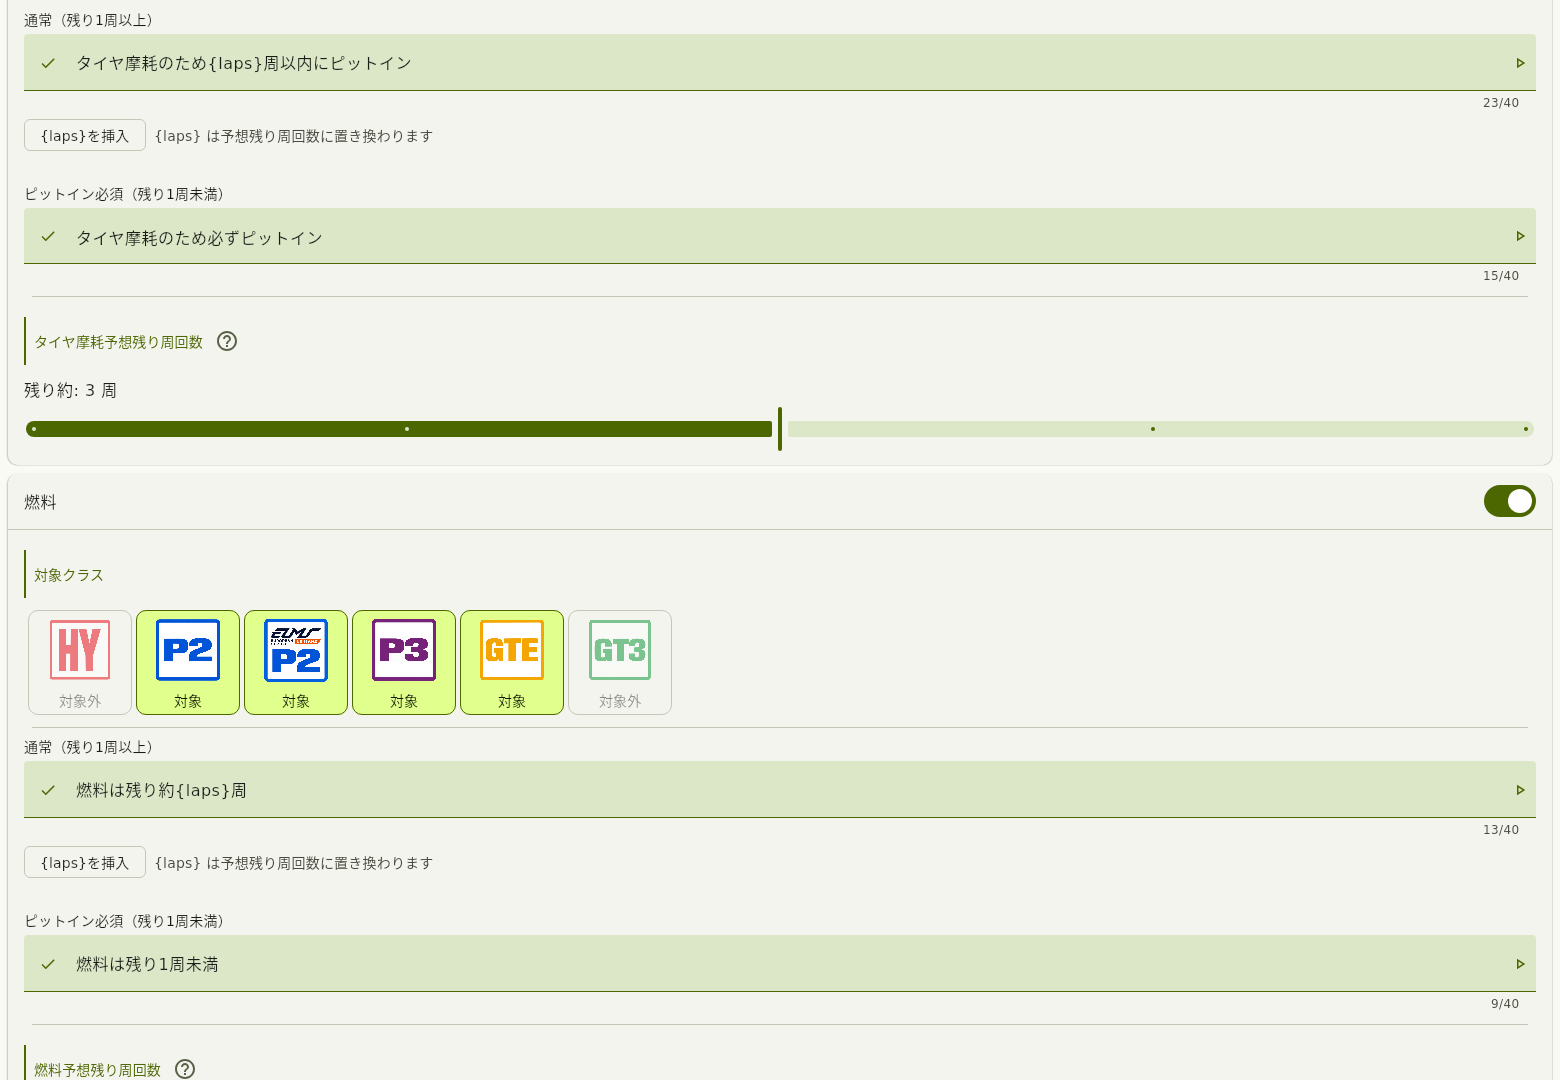 通常（残り1周以上）
タイヤ摩耗のため{laps}周以内にピットイン
23/40
{laps}を挿入 {laps} は予想残り周回数に置き換わります
ピットイン必須（残り1周未満）
タイヤ摩耗のため必ずピットイン
15/40
タイヤ摩耗予想残り周回数
残り約: 3 周
燃料
対象クラス
HY P2 ELMS P2 P3 GTE GT3
対象外 対象 対象 対象 対象 対象外
通常（残り1周以上）
燃料は残り約{laps}周
13/40
{laps}を挿入 {laps} は予想残り周回数に置き換わります
ピットイン必須（残り1周未満）
燃料は残り1周未満
9/40
燃料予想残り周回数